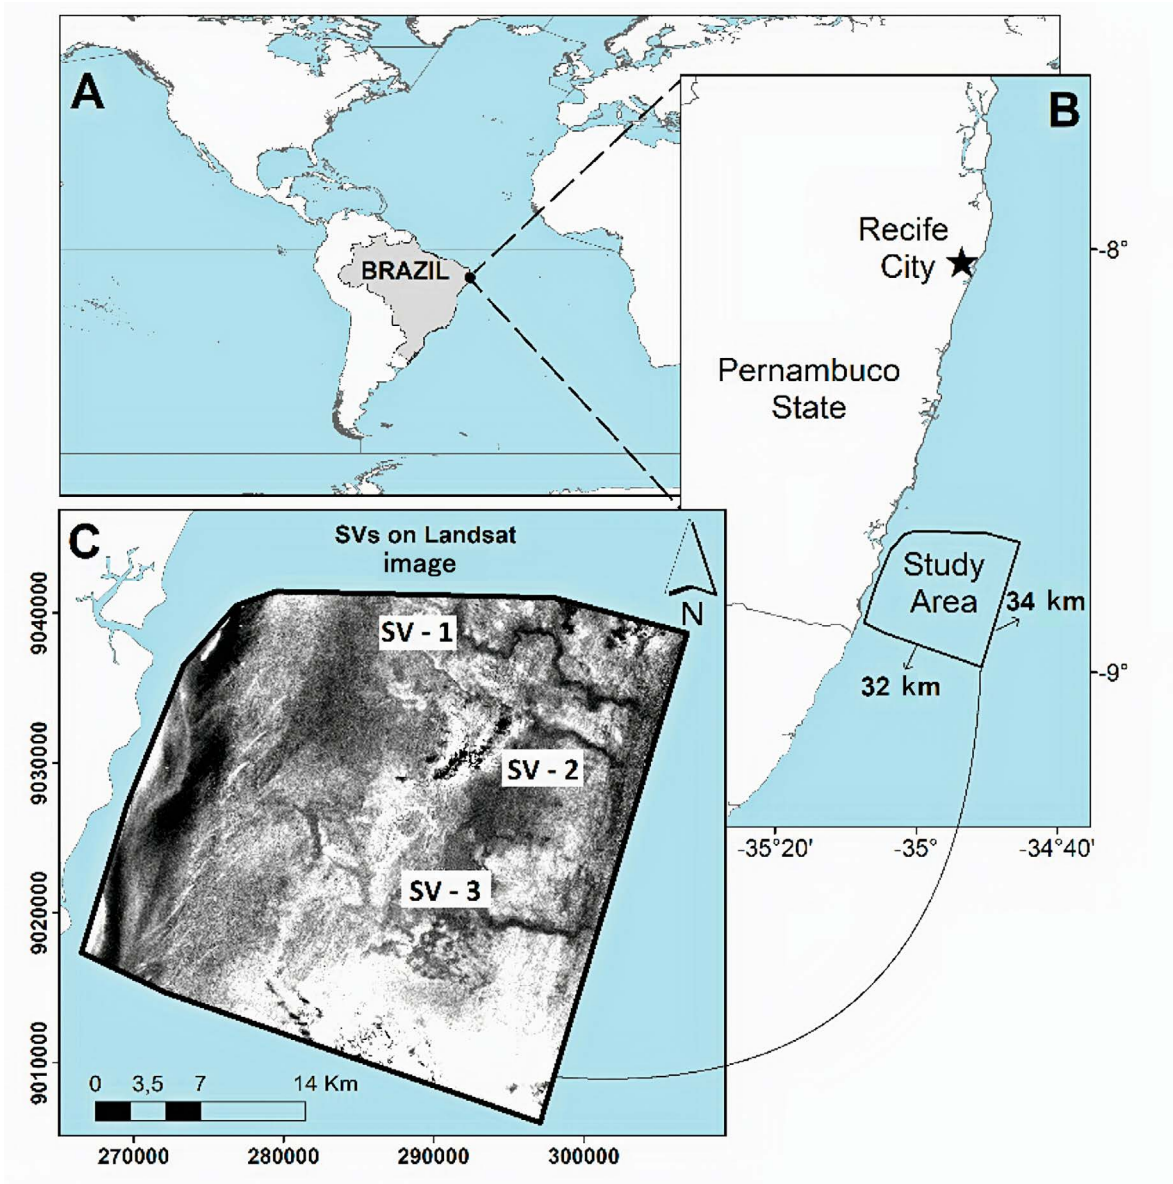 A
BRAZIL
B
Recife
City
-8°
Pernambuco
State
Study
Area
34 km
32 km
-9°
-35°20'
-35°
-34°40'
C
SVs on Landsat
image
N
SV - 1
SV - 2
SV - 3
9040000
9030000
9020000
9010000
0 3,5 7 14 Km
270000 280000 290000 300000